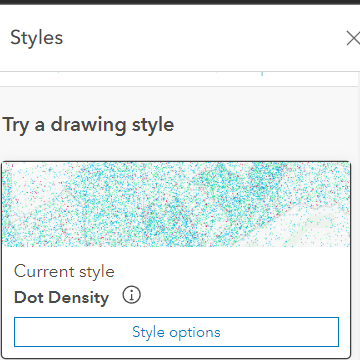 Styles
Try a drawing style
Current style
Dot Density
Style options